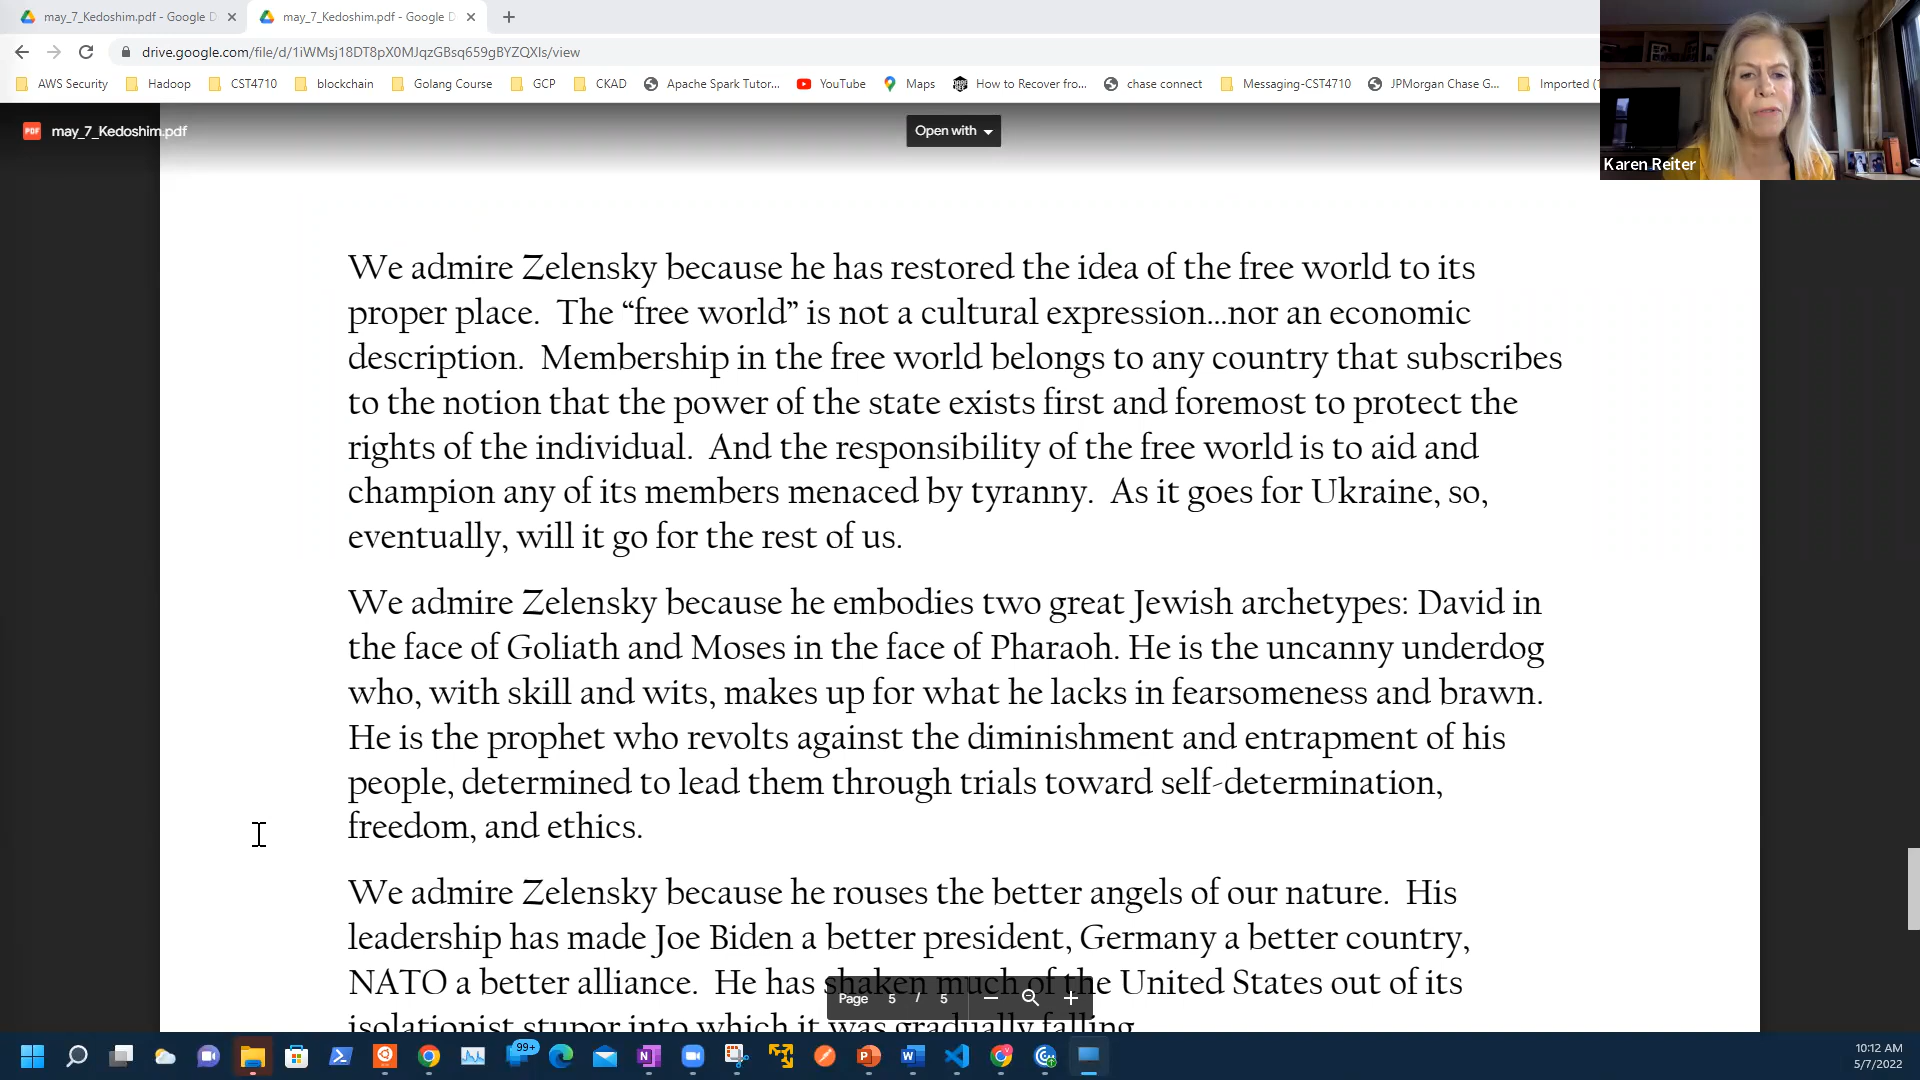 may_7_Kedoshim.pdf - Google D
may_7_Kedoshim.pdf - Google D
drive.google.com/file/d/1iWMsj18DT8pX0MJqzGBsq659gBYZQXIs/view
AWS Security
Hadoop
CST4710
blockchain
Golang Course
GCP
CKAD
Apache Spark Tutor...
YouTube
Maps
How to Recover fro...
chase connect
Messaging-CST4710
JPMorgan Chase G...
Imported (
PDF
may_7_Kedoshim.pdf
Open with
Karen Reiter
We admire Zelensky because he has restored the idea of the free world to its
proper place.  The “free world” is not a cultural expression...nor an economic
description.  Membership in the free world belongs to any country that subscribes
to the notion that the power of the state exists first and foremost to protect the
rights of the individual.  And the responsibility of the free world is to aid and
champion any of its members menaced by tyranny.  As it goes for Ukraine, so,
eventually, will it go for the rest of us.
We admire Zelensky because he embodies two great Jewish archetypes: David in
the face of Goliath and Moses in the face of Pharaoh. He is the uncanny underdog
who, with skill and wits, makes up for what he lacks in fearsomeness and brawn.
He is the prophet who revolts against the diminishment and entrapment of his
people, determined to lead them through trials toward self-determination,
freedom, and ethics.
We admire Zelensky because he rouses the better angels of our nature.  His
leadership has made Joe Biden a better president, Germany a better country,
NATO a better alliance.  He has shaken much of the United States out of its
isolationist stupor into which it was gradually falling
Page 5 / 5
99+
10:12 AM
5/7/2022